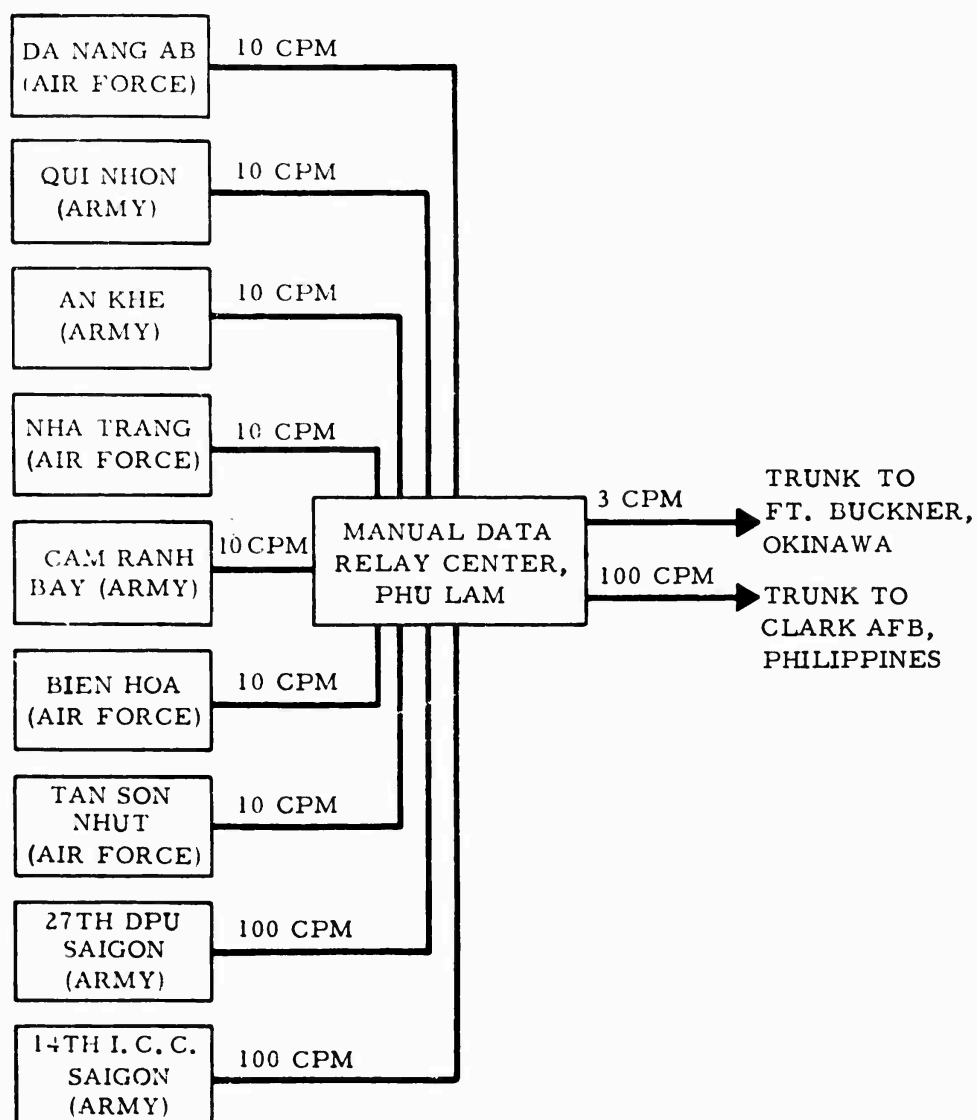 DA NANG AB
(AIR FORCE)
10 CPM
QUI NHON
(ARMY)
10 CPM
AN KHE
(ARMY)
10 CPM
NHA TRANG
(AIR FORCE)
10 CPM
CAM RANH
BAY (ARMY)
10 CPM
MANUAL DATA
RELAY CENTER,
PHU LAM
3 CPM
TRUNK TO
FT. BUCKNER,
OKINAWA
100 CPM
TRUNK TO
CLARK AFB,
PHILIPPINES
BIEN HOA
(AIR FORCE)
10 CPM
TAN SON
NHUT
(AIR FORCE)
10 CPM
27TH DPU
SAIGON
(ARMY)
100 CPM
14TH I. C. C.
SAIGON
(ARMY)
100 CPM